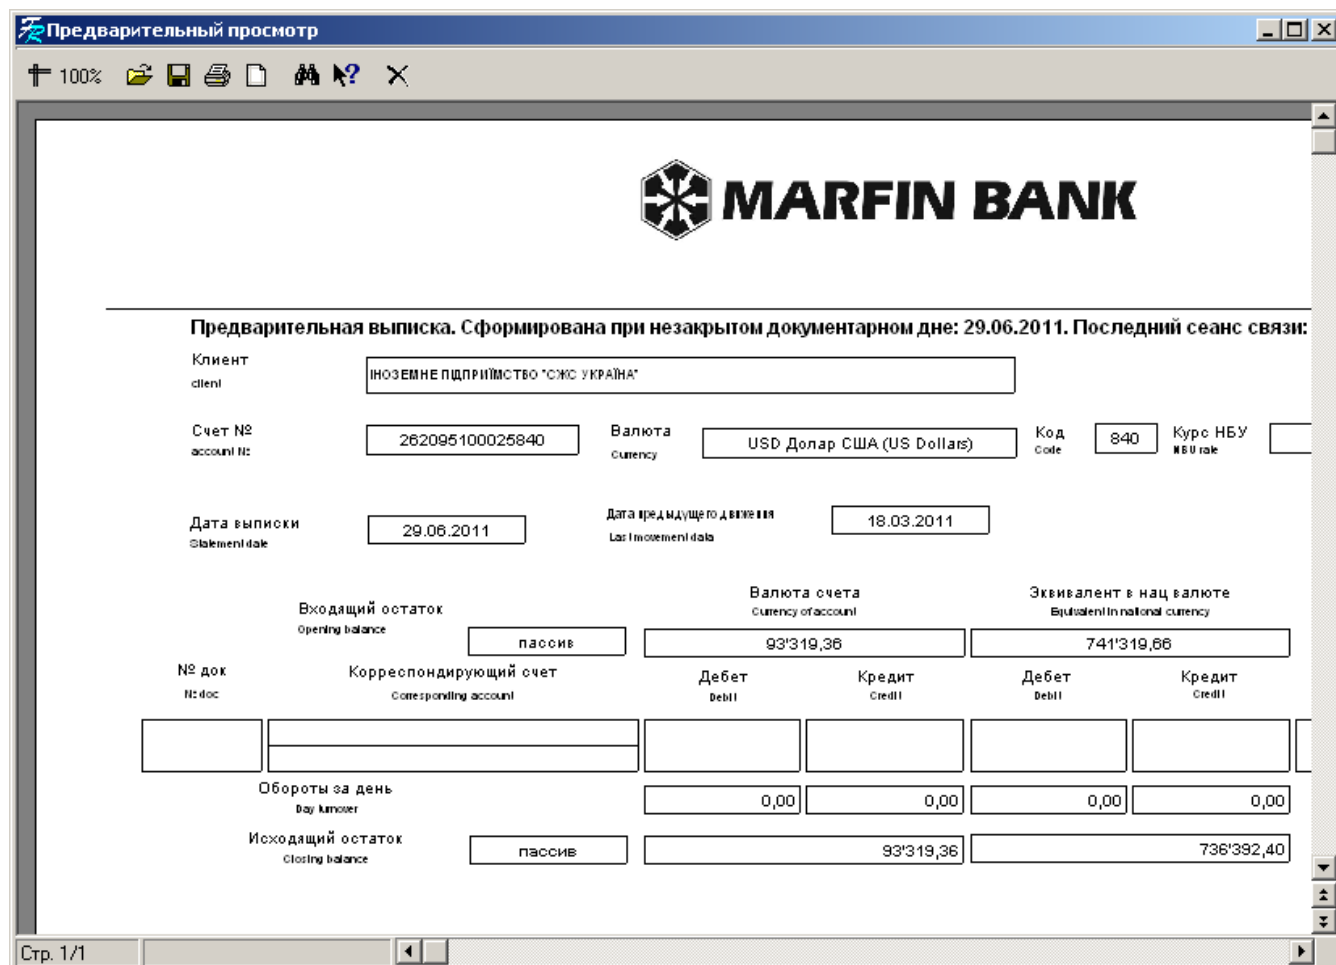 Предварительный просмотр
100%
MARFIN BANK
Предварительная выписка. Сформирована при незакрытом документарном дне: 29.06.2011. Последний сеанс связи:
Клиент
client
ІНОЗЕМНЕ ПІДПРИЇМСТВО "СЖС УКРАЇНА"
Счет № 262095100025840 Валюта USD Долар США (US Dollars) Код 840 Курс НБУ
account № Currency Code NBU rate
Дата выписки 29.06.2011 Дата предыдущего движения 18.03.2011
Statement date Last movement data
Валюта счета Эквивалент в нац валюте
Currency of account Equivalent in national currency
Входящий остаток
Opening balance
пассив 93'319,36 741'319,66
№ док Корреспондирующий счет Дебет Кредит Дебет Кредит
№ doc Corresponding account Debit Credit Debit Credit
Обороты за день 0,00 0,00 0,00 0,00
Day turnover
Исходящий остаток пассив 93'319,36 736'392,40
Closing balance
Стр. 1/1